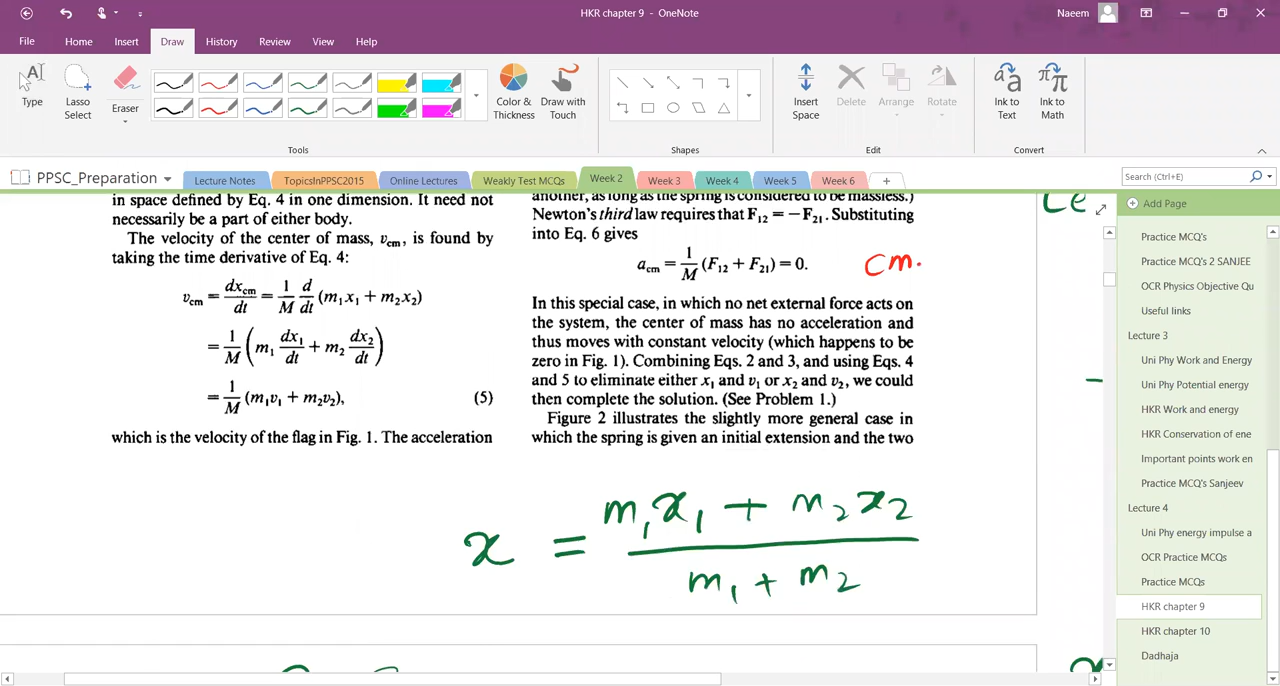 HKR chapter 9 - OneNote
Naeem
File Home Insert Draw History Review View Help
Type
Lasso Select
Eraser
Color & Thickness
Draw with Touch
Insert Space
Delete
Arrange
Rotate
Ink to Text
Ink to Math
Tools
Shapes
Edit
Convert
PPSC_Preparation
Lecture Notes
TopicsInPPSC2015
Online Lectures
Weakly Test MCQs
Week 2
Week 3
Week 4
Week 5
Week 6
Search (Ctrl+E)
in space defined by Eq. 4 in one dimension. It need not
necessarily be a part of either body.
The velocity of the center of mass, v_cm, is found by
taking the time derivative of Eq. 4:
v_cm = dx_cm/dt = 1/M d/dt (m₁x₁ + m₂x₂)
= 1/M (m₁ dx₁/dt + m₂ dx₂/dt)
= 1/M (m₁v₁ + m₂v₂), (5)
which is the velocity of the flag in Fig. 1. The acceleration
another, as long as the spring is considered to be massless.)
Newton's third law requires that F₁₂ = −F₂₁. Substituting
into Eq. 6 gives
a_cm = 1/M (F₁₂ + F₂₁) = 0.
cm.
In this special case, in which no net external force acts on
the system, the center of mass has no acceleration and
thus moves with constant velocity (which happens to be
zero in Fig. 1). Combining Eqs. 2 and 3, and using Eqs. 4
and 5 to eliminate either x₁ and v₁ or x₂ and v₂, we could
then complete the solution. (See Problem 1.)
Figure 2 illustrates the slightly more general case in
which the spring is given an initial extension and the two
x = (m₁x₁ + m₂x₂)/(m₁ + m₂)
Add Page
Practice MCQ's
Practice MCQ's 2 SANJEE
OCR Physics Objective Qu
Useful links
Lecture 3
Uni Phy Work and Energy
Uni Phy Potential energy
HKR Work and energy
HKR Conservation of ene
Important points work en
Practice MCQ's Sanjeev
Lecture 4
Uni Phy energy impulse a
OCR Practice MCQs
Practice MCQs
HKR chapter 9
HKR chapter 10
Dadhaja